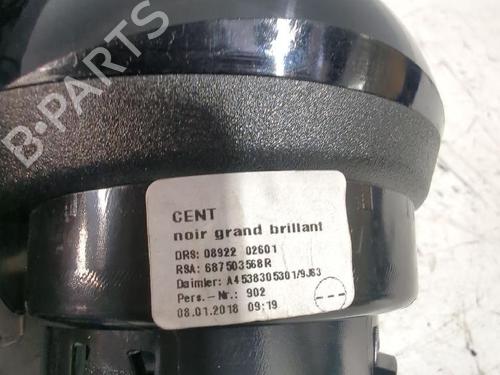 B-PARTS
CENT
noir grand brillant
DRS: 08922 02601
RSA: 687503568R
Daimler: A4538305301/9J63
Pers.-Nr.: 902
08.01.2018 09:19